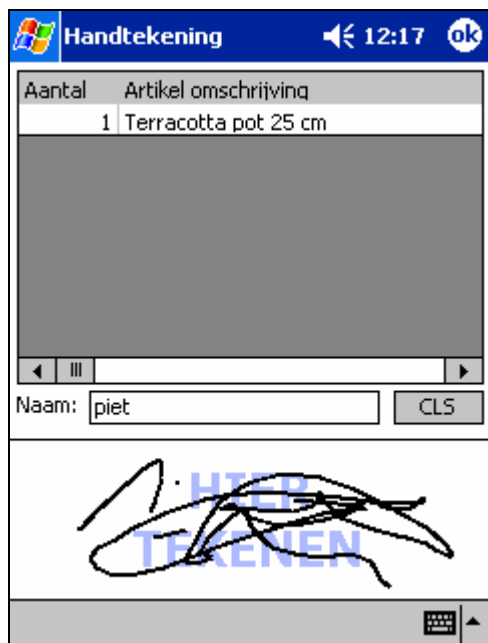 Handtekening 12:17 ok
Aantal Artikel omschrijving
1 Terracotta pot 25 cm
Naam: piet CLS
HIER
TEKENEN